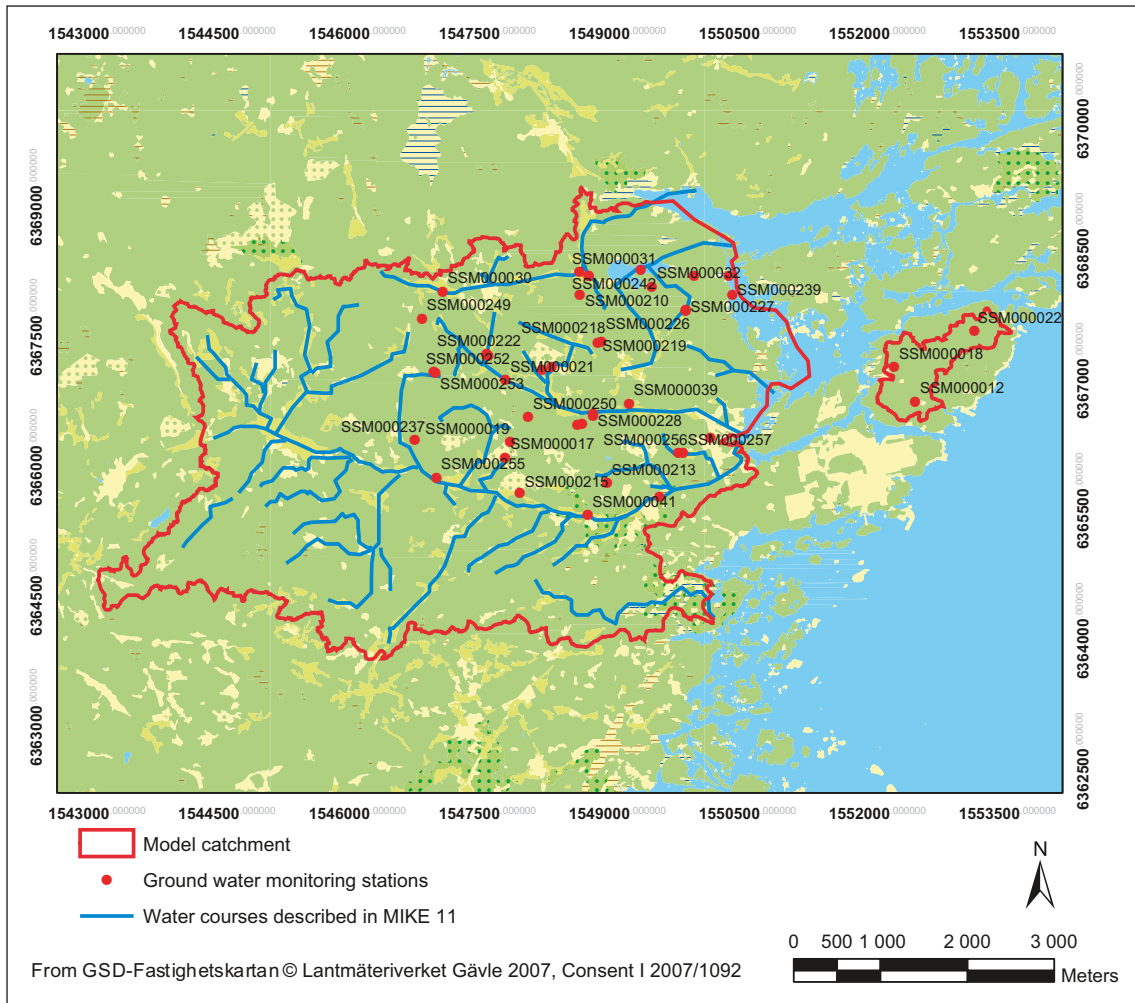 1543000.000000 1544500.000000 1546000.000000 1547500.000000 1549000.000000 1550500.000000 1552000.000000 1553500.000000
6369000.000000
6367500.000000
6366000.000000
6364500.000000
6363000.000000
6370000.000000
6368500.000000
6367000.000000
6365500.000000
6364000.000000
6362500.000000
SSM000031
SSM000030
SSM000242
SSM000032
SSM000249
SSM000210
SSM000239
SSM000227
SSM000222
SSM000218
SSM000226
SSM000022
SSM000252
SSM000021
SSM000219
SSM000018
SSM000253
SSM000012
SSM000250
SSM000039
SSM000237
SSM000019
SSM000228
SSM000017
SSM000256
SSM000257
SSM000255
SSM000213
SSM000215
SSM000041
1543000.000000 1544500.000000 1546000.000000 1547500.000000 1549000.000000 1550500.000000 1552000.000000 1553500.000000
Model catchment
Ground water monitoring stations
Water courses described in MIKE 11
N
0 500 1 000 2 000 3 000
Meters
From GSD-Fastighetskartan © Lantmäteriverket Gävle 2007, Consent I 2007/1092